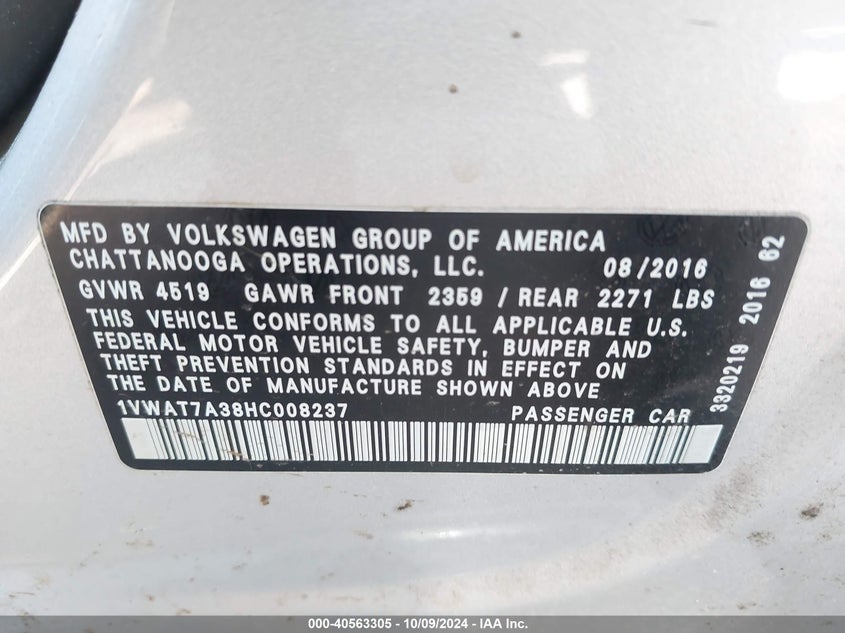 MFD BY VOLKSWAGEN GROUP OF AMERICA
CHATTANOOGA OPERATIONS, LLC. 08/2016
GVWR 4519 GAWR FRONT 2359 / REAR 2271 LBS
THIS VEHICLE CONFORMS TO ALL APPLICABLE U.S.
FEDERAL MOTOR VEHICLE SAFETY, BUMPER AND
THEFT PREVENTION STANDARDS IN EFFECT ON
THE DATE OF MANUFACTURE SHOWN ABOVE
1VWAT7A38HC008237 PASSENGER CAR
3320219 2016 62
000-40563305 - 10/09/2024 - IAA Inc.